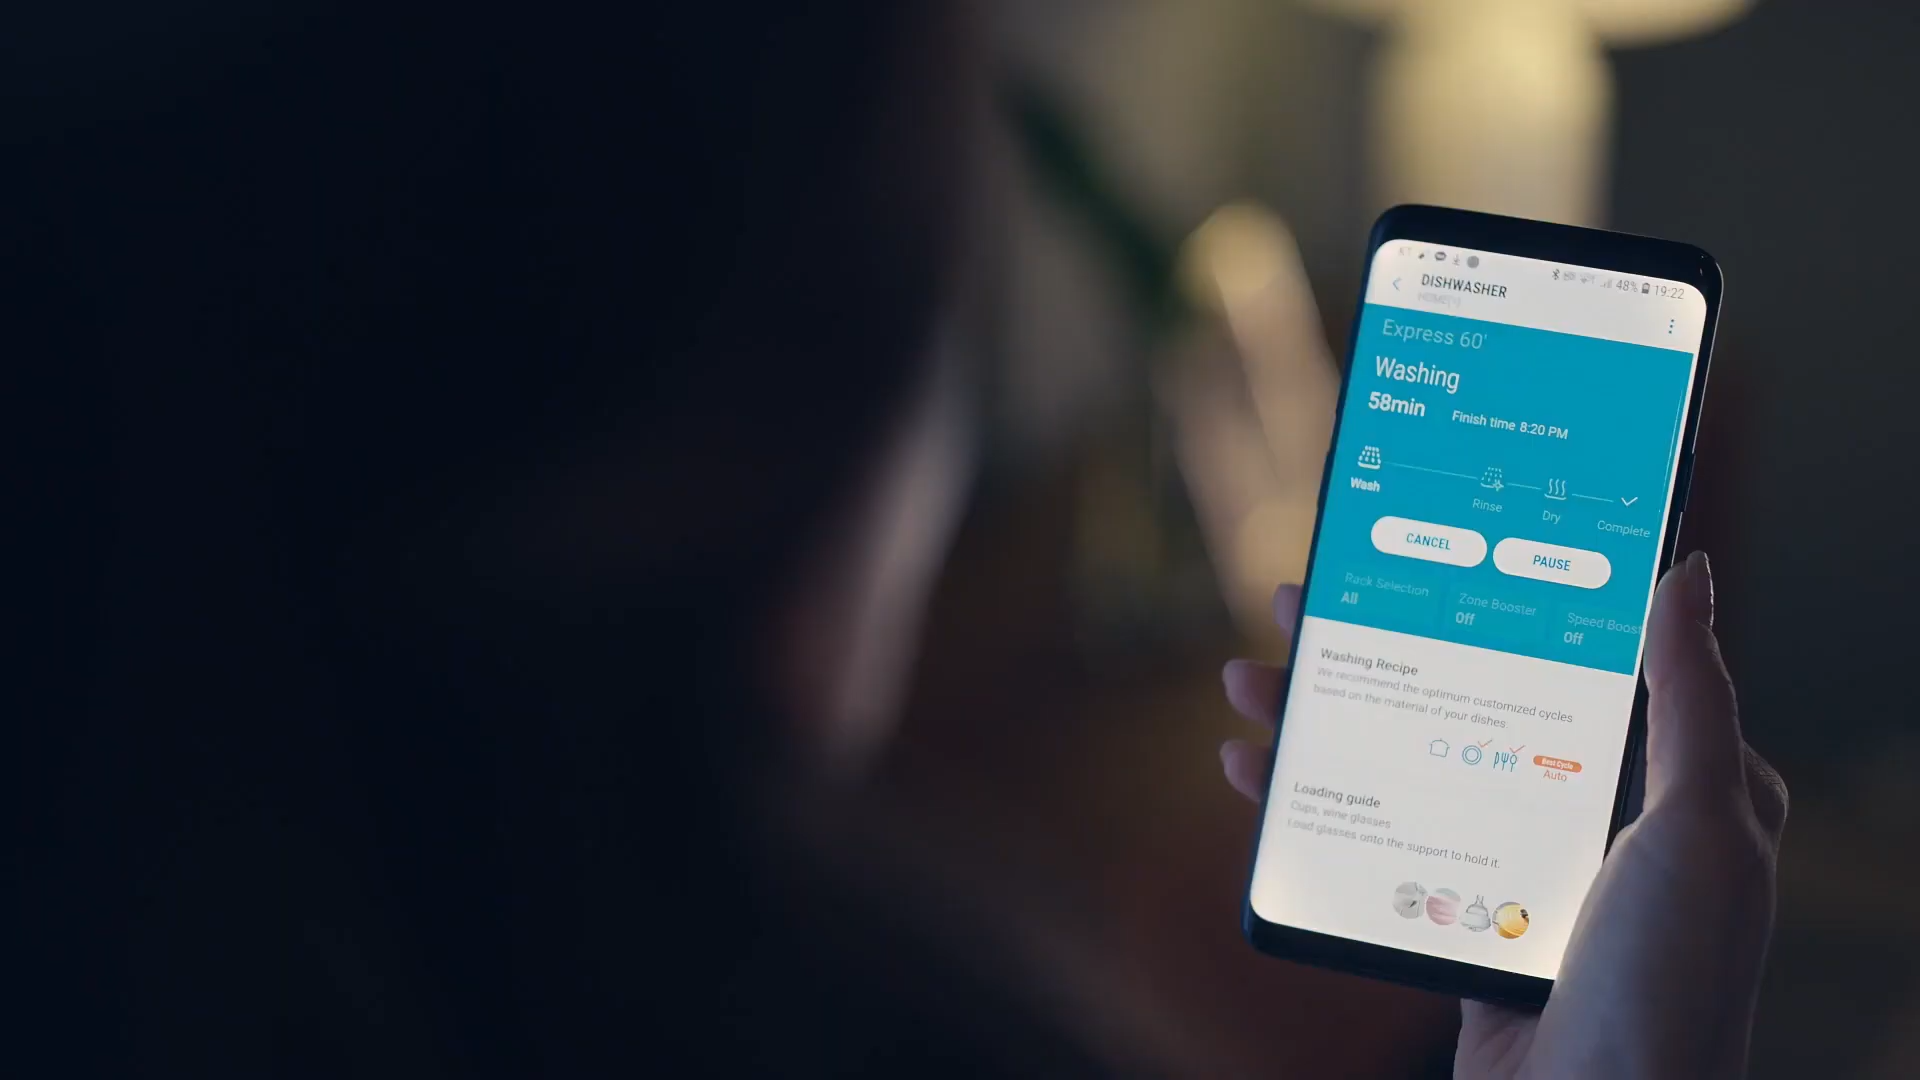 KT 48% 19:22
DISHWASHER
Express 60'
Washing
58min Finish time 8:20 PM
Wash Rinse Dry Complete
CANCEL PAUSE
Rack Selection Zone Booster Speed Boost
All Off Off
Washing Recipe
We recommend the optimum customized cycles
based on the material of your dishes.
Best Cycle
Auto
Loading guide
Cups, wine glasses
Load glasses onto the support to hold it.